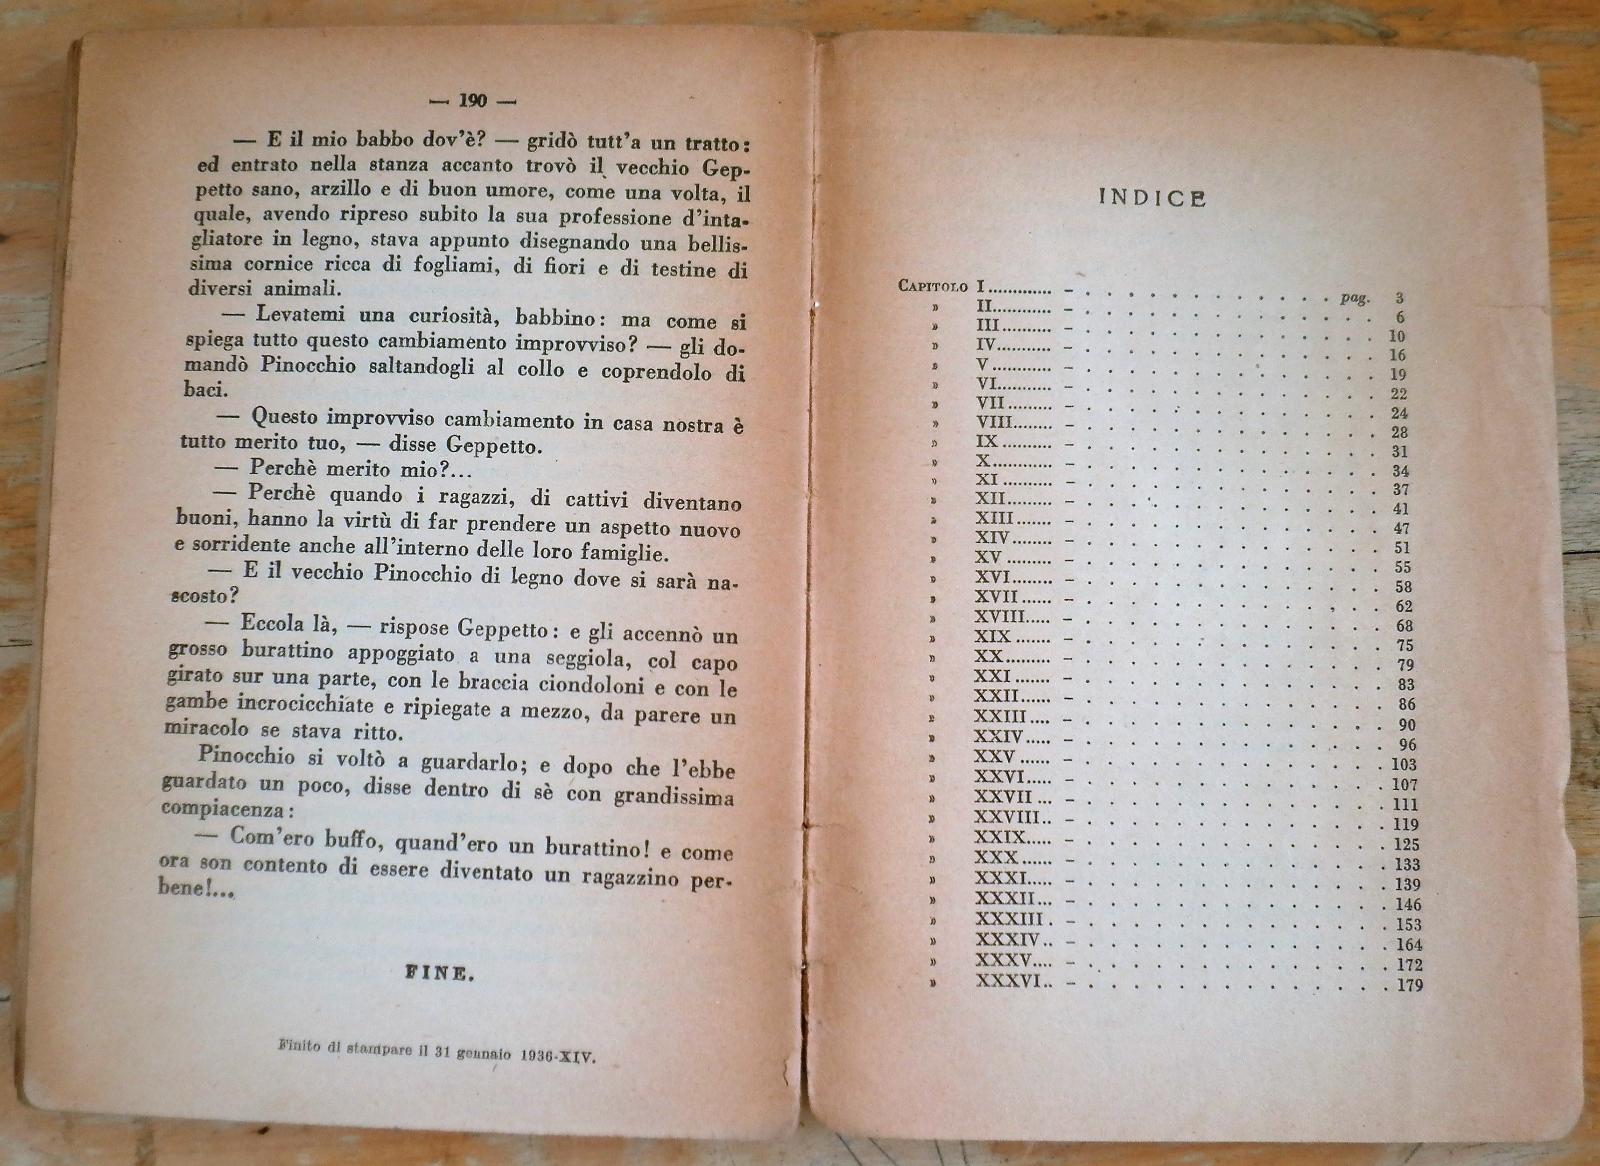 — 190 —
— E il mio babbo dov'è? — gridò tutt'a un tratto:
ed entrato nella stanza accanto trovò il vecchio Gep-
petto sano, arzillo e di buon umore, come una volta, il
quale, avendo ripreso subito la sua professione d'inta-
gliatore in legno, stava appunto disegnando una bellis-
sima cornice ricca di fogliami, di fiori e di testine di
diversi animali.
— Levatemi una curiosità, babbino: ma come si
spiega tutto questo cambiamento improvviso? — gli do-
mandò Pinocchio saltandogli al collo e coprendolo di
baci.
— Questo improvviso cambiamento in casa nostra è
tutto merito tuo, — disse Geppetto.
— Perchè merito mio?...
— Perchè quando i ragazzi, di cattivi diventano
buoni, hanno la virtù di far prendere un aspetto nuovo
e sorridente anche all'interno delle loro famiglie.
— E il vecchio Pinocchio di legno dove si sarà na-
scosto?
— Eccola là, — rispose Geppetto: e gli accennò un
grosso burattino appoggiato a una seggiola, col capo
girato sur una parte, con le braccia ciondoloni e con le
gambe incrocicchiate e ripiegate a mezzo, da parere un
miracolo se stava ritto.
Pinocchio si voltò a guardarlo; e dopo che l'ebbe
guardato un poco, disse dentro di sè con grandissima
compiacenza:
— Com'ero buffo, quand'ero un burattino! e come
ora son contento di essere diventato un ragazzino per-
bene!...
FINE.
Finito di stampare il 31 gennaio 1936-XIV.
INDICE
CAPITOLO I............ – . . . . . . . . . . . pag. 3
» II............ – . . . . . . . . . . . . . 6
» III.......... – . . . . . . . . . . . . . 10
» IV........... – . . . . . . . . . . . . . 16
» V............ – . . . . . . . . . . . . . 19
» VI........... – . . . . . . . . . . . . . 22
» VII ......... – . . . . . . . . . . . . . 24
» VIII......... – . . . . . . . . . . . . . 28
» IX .......... – . . . . . . . . . . . . . 31
» X............ – . . . . . . . . . . . . . 34
» XI .......... – . . . . . . . . . . . . . 37
» XII.......... – . . . . . . . . . . . . . 41
» XIII ....... – . . . . . . . . . . . . . 47
» XIV........ – . . . . . . . . . . . . . 51
» XV ......... – . . . . . . . . . . . . . 55
» XVI........ – . . . . . . . . . . . . . 58
» XVII ...... – . . . . . . . . . . . . . 62
» XVIII..... – . . . . . . . . . . . . . 68
» XIX ....... – . . . . . . . . . . . . . 75
» XX......... – . . . . . . . . . . . . . 79
» XXI ....... – . . . . . . . . . . . . . 83
» XXII...... – . . . . . . . . . . . . . 86
» XXIII .... – . . . . . . . . . . . . . 90
» XXIV..... – . . . . . . . . . . . . . 96
» XXV ...... – . . . . . . . . . . . . . 103
» XXVI..... – . . . . . . . . . . . . . 107
» XXVII ... – . . . . . . . . . . . . . 111
» XXVIII.. – . . . . . . . . . . . . . 119
» XXIX..... – . . . . . . . . . . . . . 125
» XXX ...... – . . . . . . . . . . . . . 133
» XXXI..... – . . . . . . . . . . . . . 139
» XXXII... – . . . . . . . . . . . . . 146
» XXXIII . – . . . . . . . . . . . . . 153
» XXXIV.. – . . . . . . . . . . . . . 164
» XXXV.... – . . . . . . . . . . . . . 172
» XXXVI.. – . . . . . . . . . . . . . 179